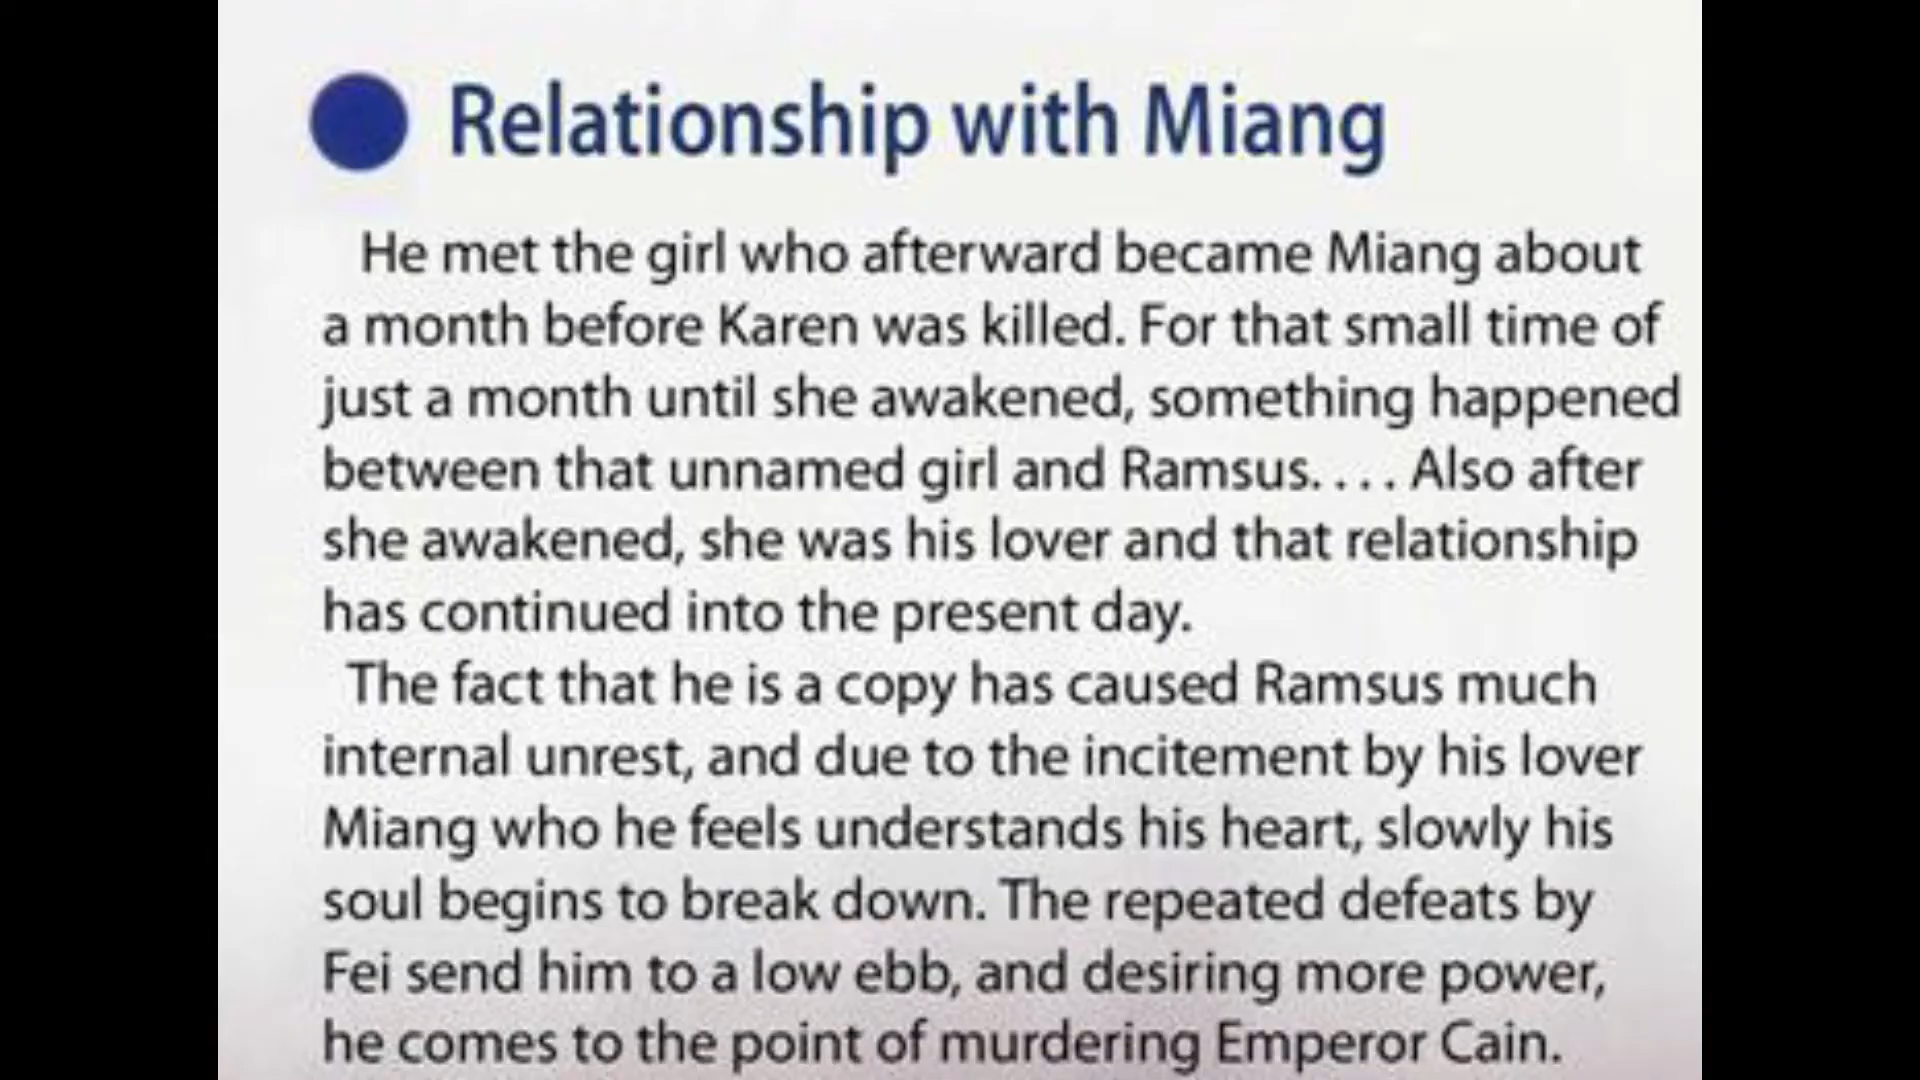 Relationship with Miang
He met the girl who afterward became Miang about
a month before Karen was killed. For that small time of
just a month until she awakened, something happened
between that unnamed girl and Ramsus. . . . Also after
she awakened, she was his lover and that relationship
has continued into the present day.
The fact that he is a copy has caused Ramsus much
internal unrest, and due to the incitement by his lover
Miang who he feels understands his heart, slowly his
soul begins to break down. The repeated defeats by
Fei send him to a low ebb, and desiring more power,
he comes to the point of murdering Emperor Cain.